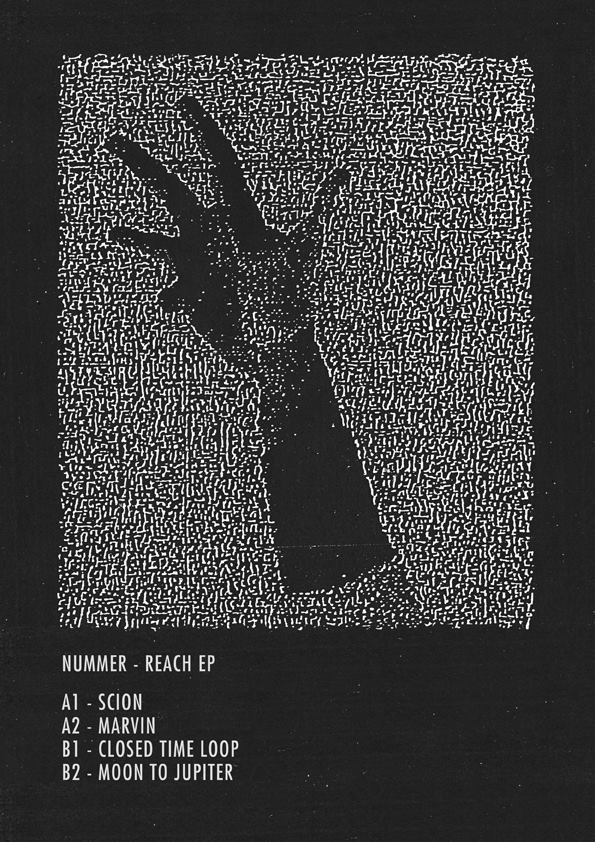 NUMMER - REACH EP
A1 - SCION
A2 - MARVIN
B1 - CLOSED TIME LOOP
B2 - MOON TO JUPITER